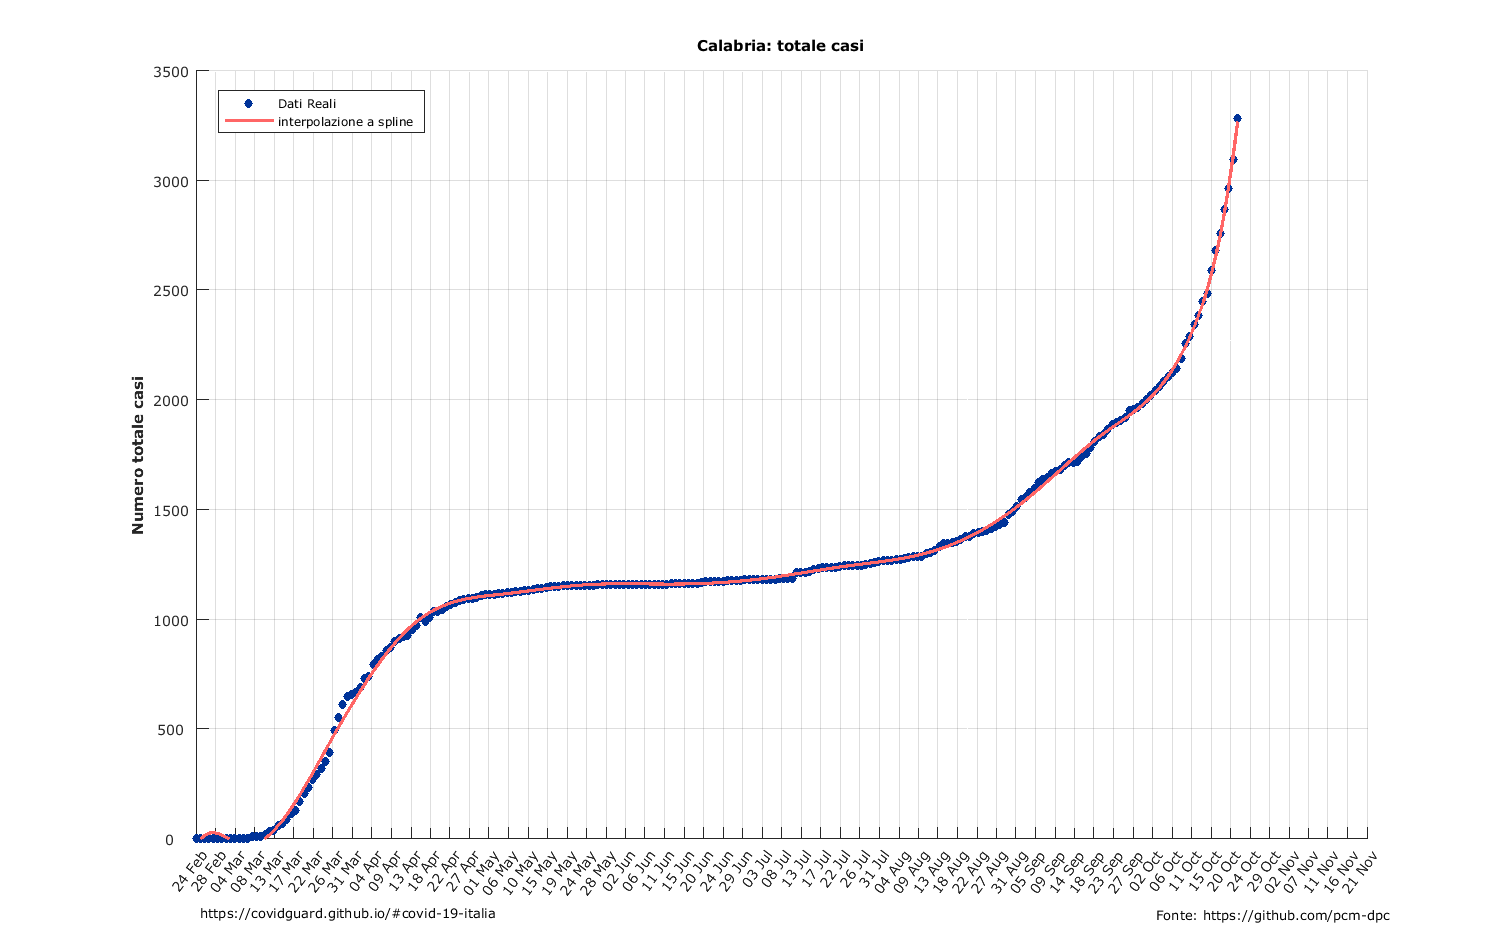 Calabria: totale casi
3500
3000
2500
2000
1500
1000
500
0
Numero totale casi
Dati Reali
interpolazione a spline
24 Feb
28 Feb
04 Mar
08 Mar
13 Mar
17 Mar
22 Mar
26 Mar
31 Mar
04 Apr
09 Apr
13 Apr
18 Apr
22 Apr
27 Apr
01 May
06 May
10 May
15 May
19 May
24 May
28 May
02 Jun
06 Jun
11 Jun
15 Jun
20 Jun
24 Jun
29 Jun
03 Jul
08 Jul
13 Jul
17 Jul
22 Jul
26 Jul
31 Jul
04 Aug
09 Aug
13 Aug
18 Aug
22 Aug
27 Aug
31 Aug
05 Sep
09 Sep
14 Sep
18 Sep
23 Sep
27 Sep
02 Oct
06 Oct
11 Oct
15 Oct
20 Oct
24 Oct
29 Oct
02 Nov
07 Nov
11 Nov
16 Nov
21 Nov
https://covidguard.github.io/#covid-19-italia
Fonte: https://github.com/pcm-dpc